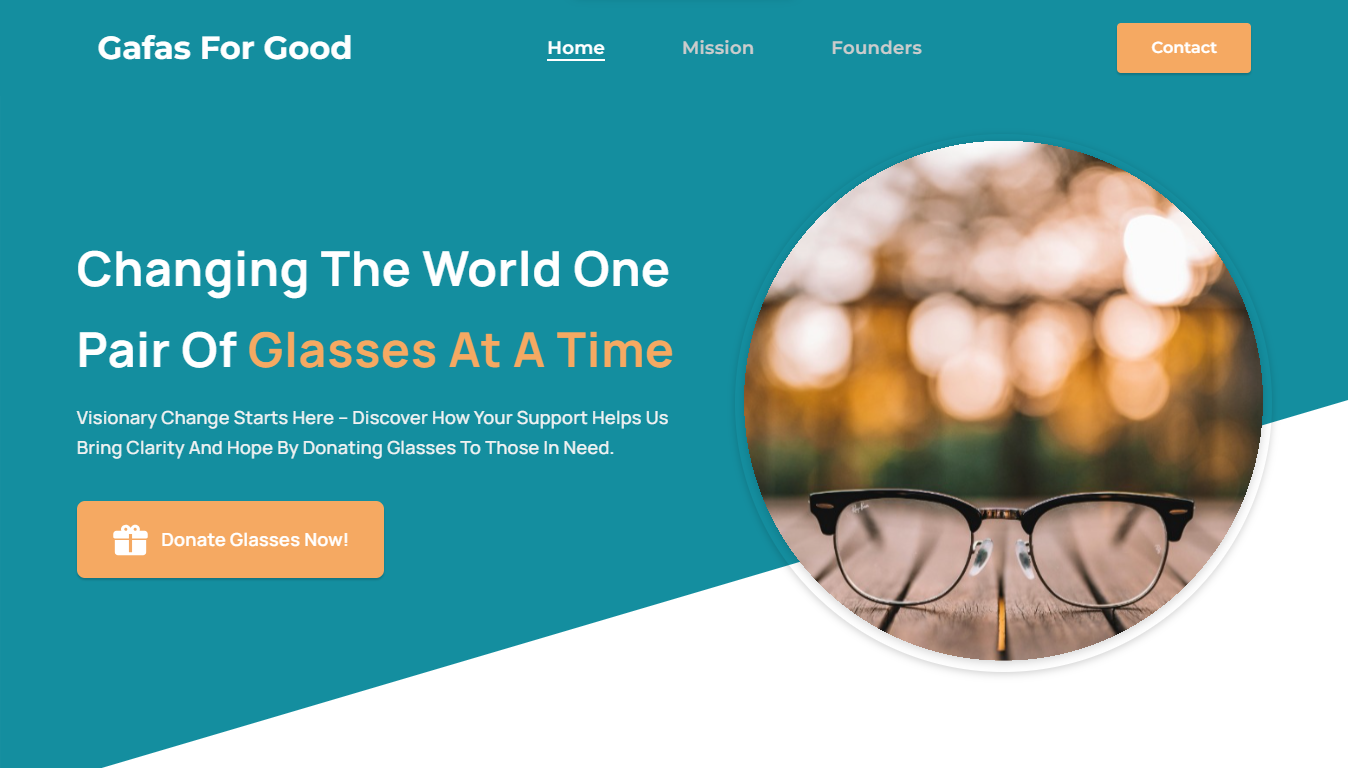 Gafas For Good
Home
Mission
Founders
Contact
Changing The World One
Pair Of Glasses At A Time
Visionary Change Starts Here – Discover How Your Support Helps Us
Bring Clarity And Hope By Donating Glasses To Those In Need.
Donate Glasses Now!
Ray-Ban